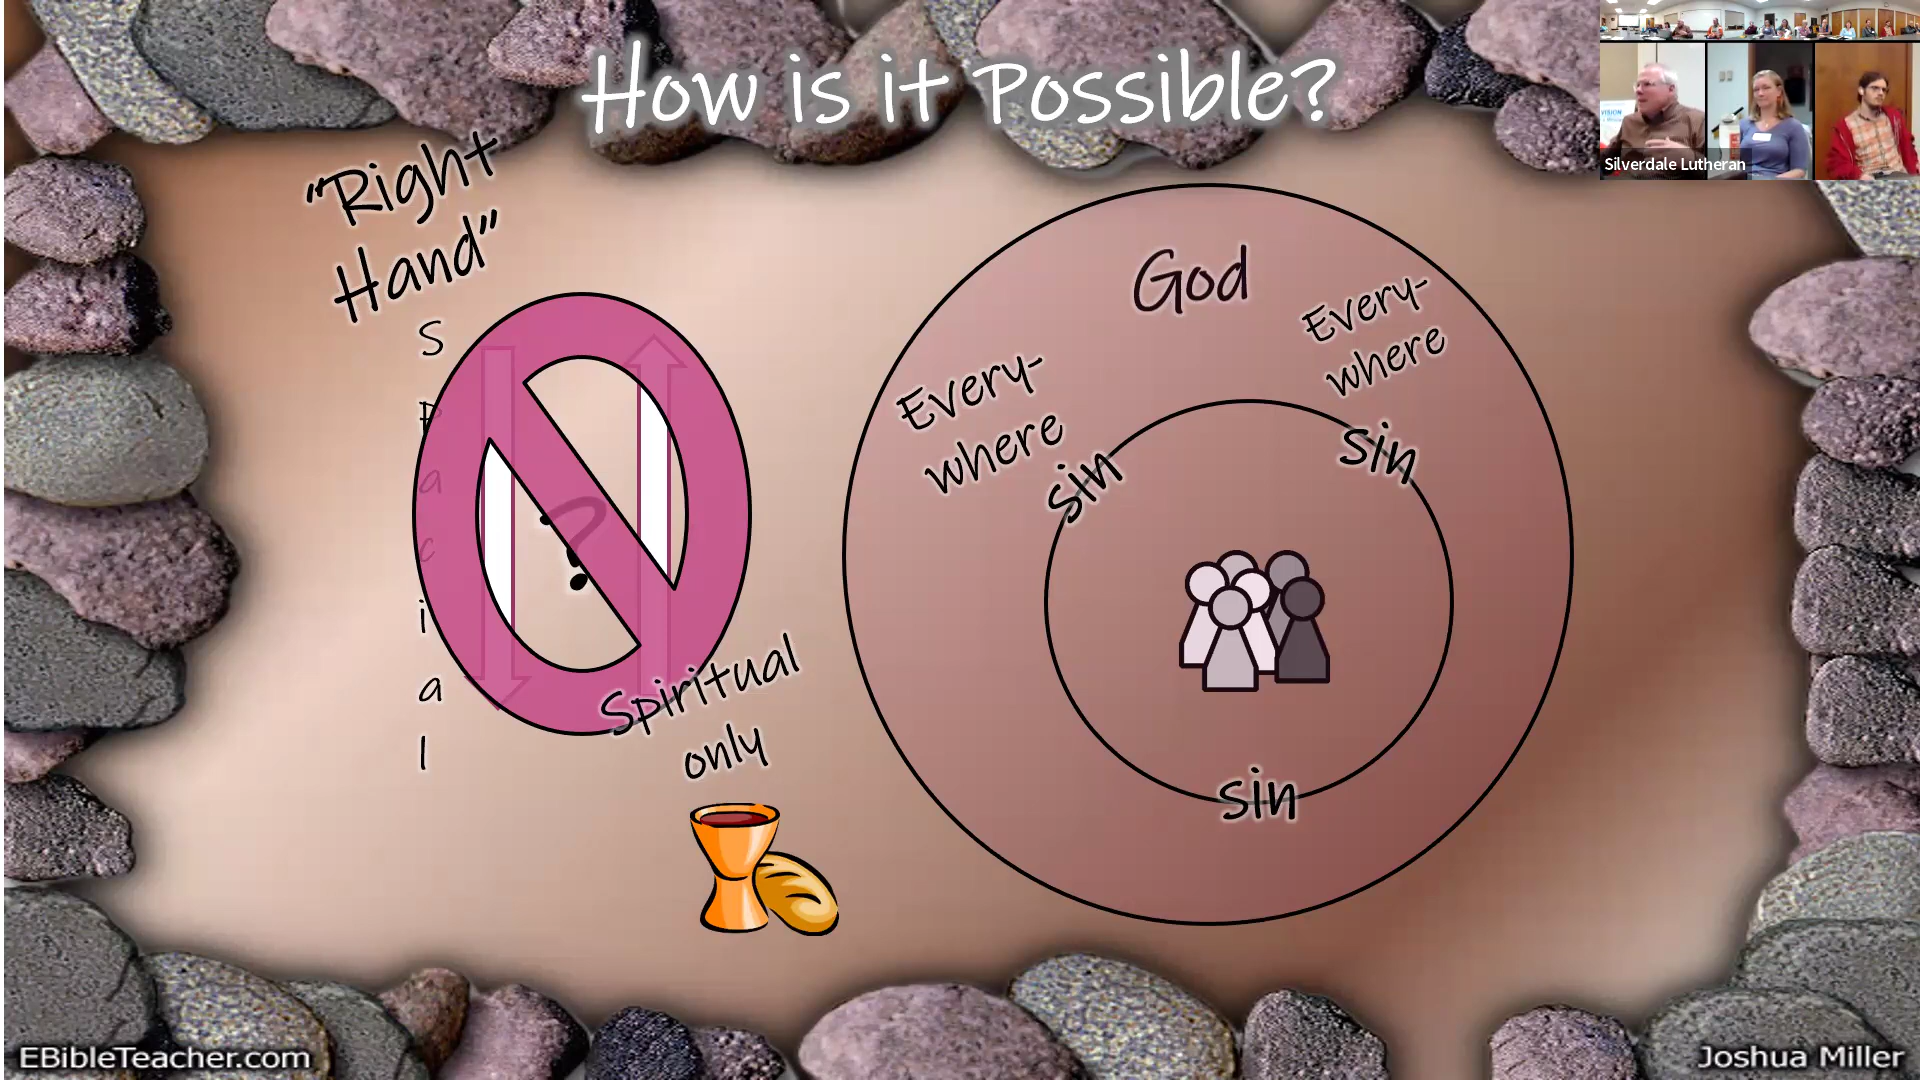 How is it Possible?
VISION
Silverdale Lutheran
"Right
Hand"
S
p
a
c
i
a
l
?
Spiritual
only
God
Every-
where
Every-
where
sin
sin
sin
EBibleTeacher.com
Joshua Miller